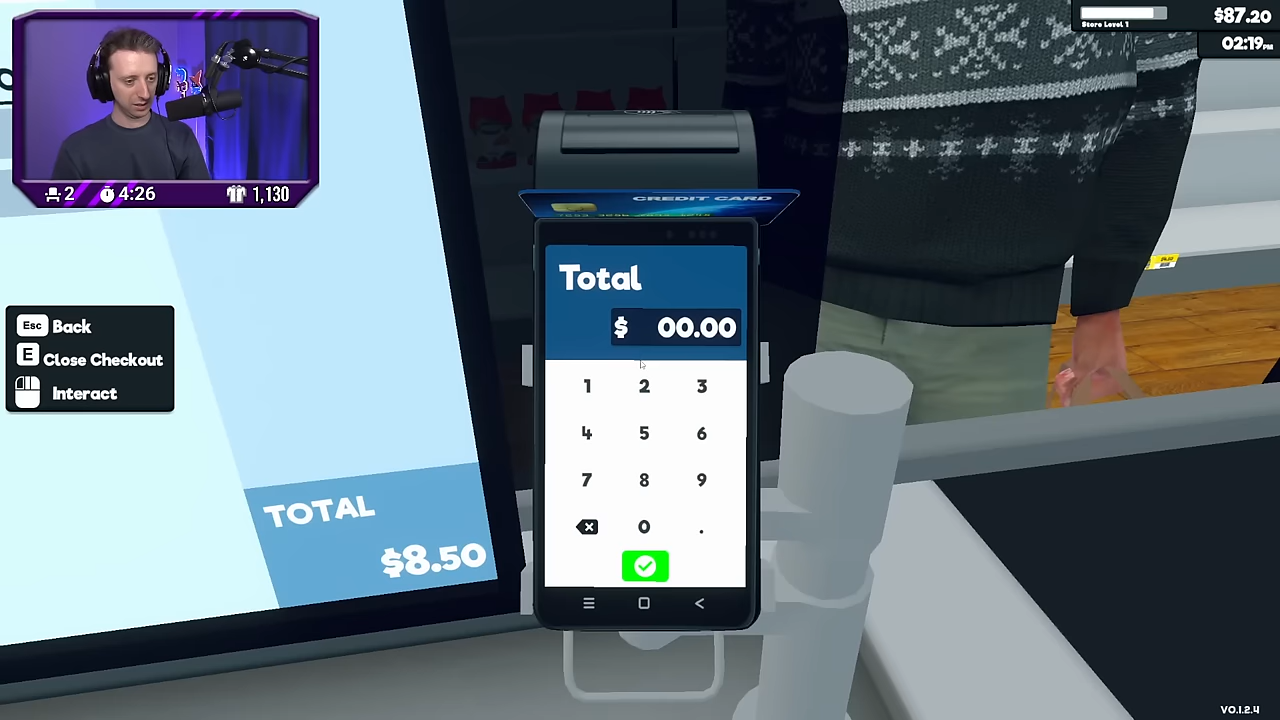 $87.20
Store Level 1
02:19PM
2
4:26
1,130
CREDIT CARD
Total
$ 00.00
Esc Back
E Close Checkout
Interact
1 2 3
4 5 6
7 8 9
0 .
TOTAL
$8.50
V0.1.2.4